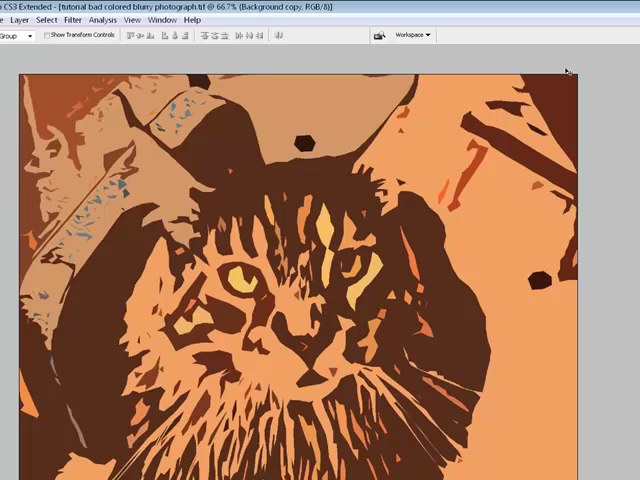 CS3 Extended - [tutorial bad colored blurry photograph.tif @ 66.7% (Background copy, RGB/8)]
Layer Select Filter Analysis View Window Help
Group Show Transform Controls Workspace